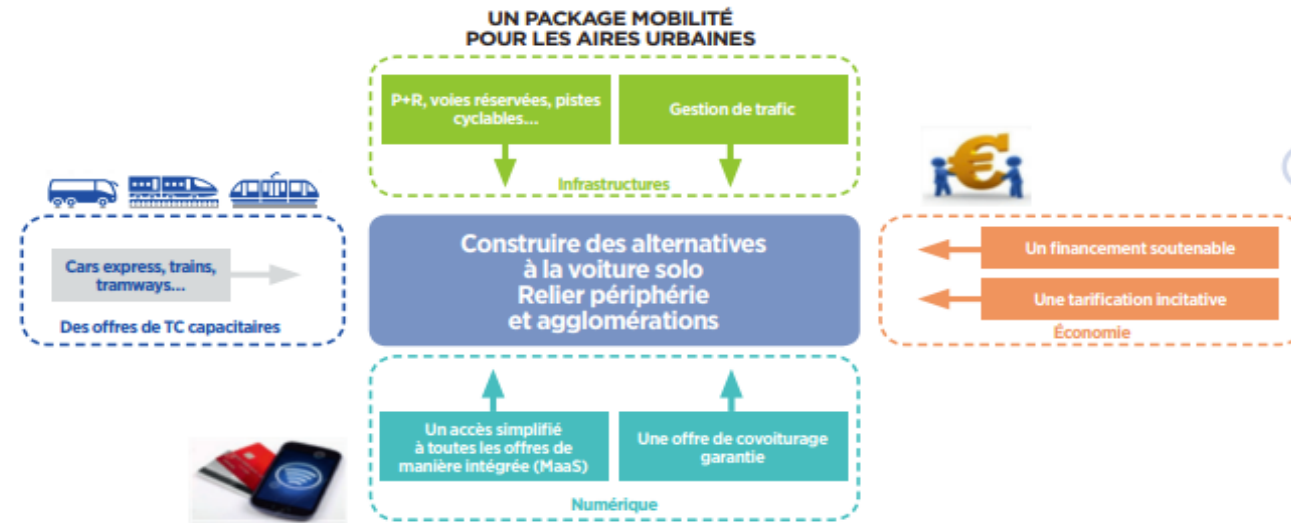 UN PACKAGE MOBILITÉ
POUR LES AIRES URBAINES
P+R, voies réservées, pistes
cyclables...
Gestion de trafic
Infrastructures
Cars express, trains,
tramways...
Des offres de TC capacitaires
Construire des alternatives
à la voiture solo
Relier périphérie
et agglomérations
Un financement soutenable
Une tarification incitative
Économie
Un accès simplifié
à toutes les offres de
manière intégrée (MaaS)
Une offre de covoiturage
garantie
Numérique